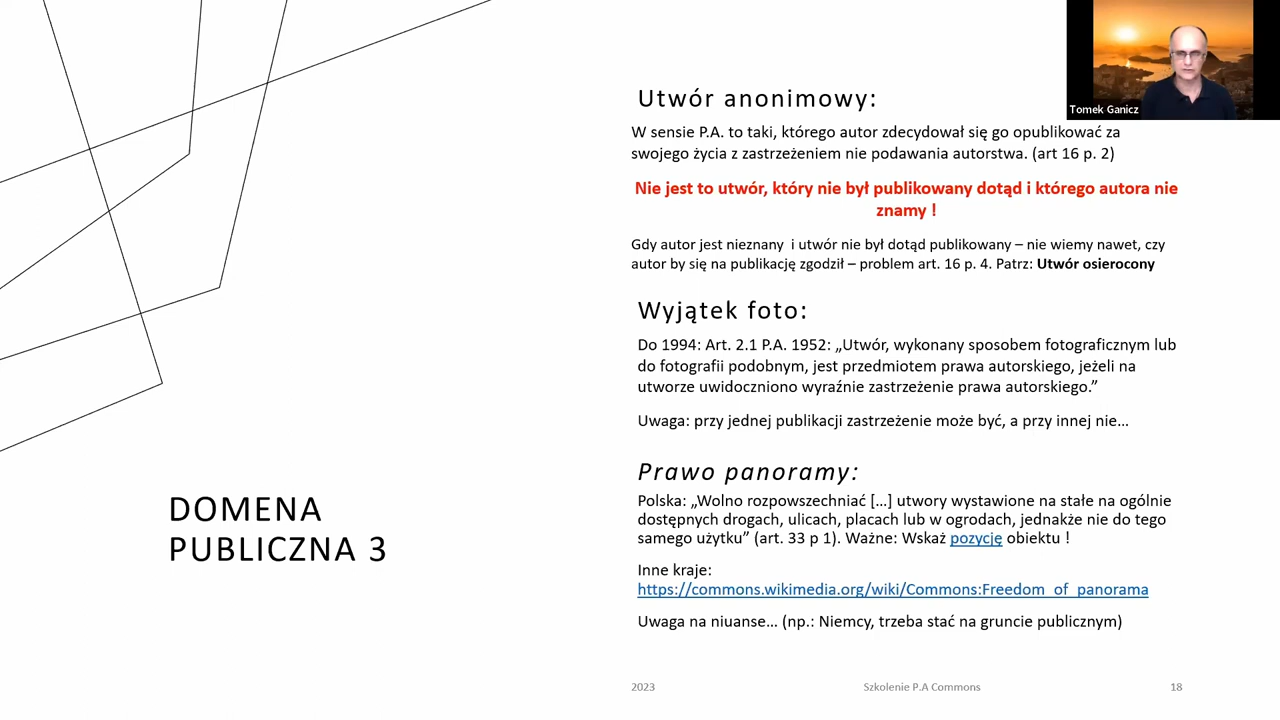 DOMENA
PUBLICZNA 3
Utwór anonimowy:
W sensie P.A. to taki, którego autor zdecydował się go opublikować za
swojego życia z zastrzeżeniem nie podawania autorstwa. (art 16 p. 2)
Nie jest to utwór, który nie był publikowany dotąd i którego autora nie
znamy !
Gdy autor jest nieznany i utwór nie był dotąd publikowany – nie wiemy nawet, czy
autor by się na publikację zgodził – problem art. 16 p. 4. Patrz: Utwór osierocony
Wyjątek foto:
Do 1994: Art. 2.1 P.A. 1952: „Utwór, wykonany sposobem fotograficznym lub
do fotografii podobnym, jest przedmiotem prawa autorskiego, jeżeli na
utworze uwidoczniono wyraźnie zastrzeżenie prawa autorskiego.”
Uwaga: przy jednej publikacji zastrzeżenie może być, a przy innej nie…
Prawo panoramy:
Polska: „Wolno rozpowszechniać […] utwory wystawione na stałe na ogólnie
dostępnych drogach, ulicach, placach lub w ogrodach, jednakże nie do tego
samego użytku” (art. 33 p 1). Ważne: Wskaż pozycję obiektu !
Inne kraje:
https://commons.wikimedia.org/wiki/Commons:Freedom_of_panorama
Uwaga na niuanse… (np.: Niemcy, trzeba stać na gruncie publicznym)
2023
Szkolenie P.A Commons
18
Tomek Ganicz